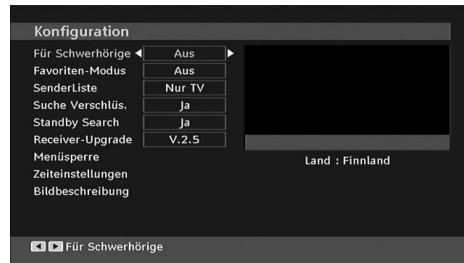 Konfiguration
Für Schwerhörige Aus
Favoriten-Modus Aus
SenderListe Nur TV
Suche Verschlüs. Ja
Standby Search Ja
Receiver-Upgrade V.2.5
Menüsperre
Zeiteinstellungen
Bildbeschreibung
Land : Finnland
Für Schwerhörige